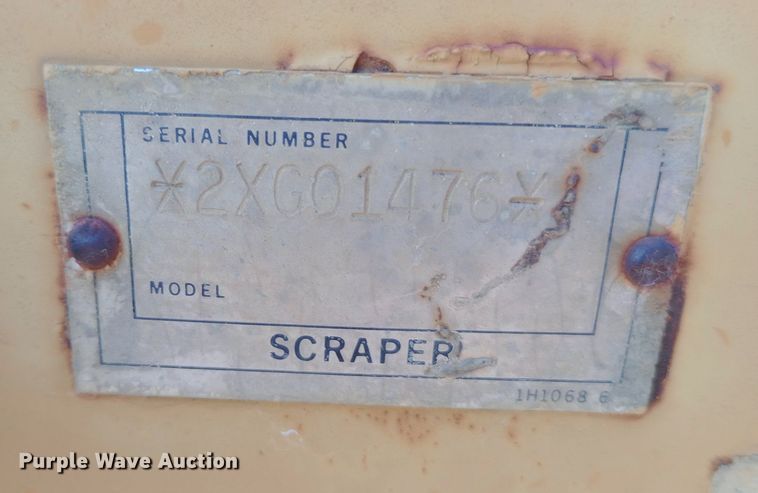 SERIAL NUMBER
*2XG01476*
MODEL
SCRAPER
1H1068 6
Purple Wave Auction